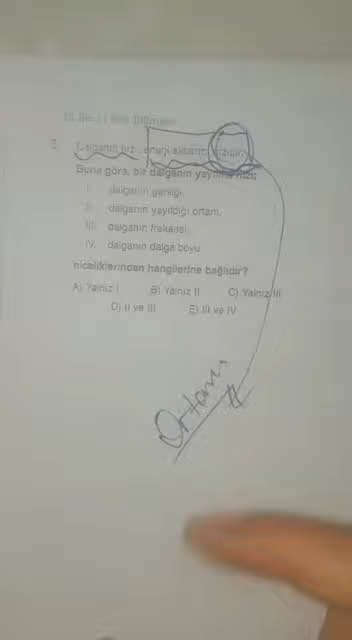 3. Dalganın hızı, enerji aktarım hızıdır.
Buna göre, bir dalganın yayılma hızı;
I. dalganın genliği,
II. dalganın yayıldığı ortam,
III. dalganın frekansı,
IV. dalganın dalga boyu
niceliklerinden hangilerine bağlıdır?
A) Yalnız I B) Yalnız II C) Yalnız III
D) II ve III E) III ve IV
Ortam